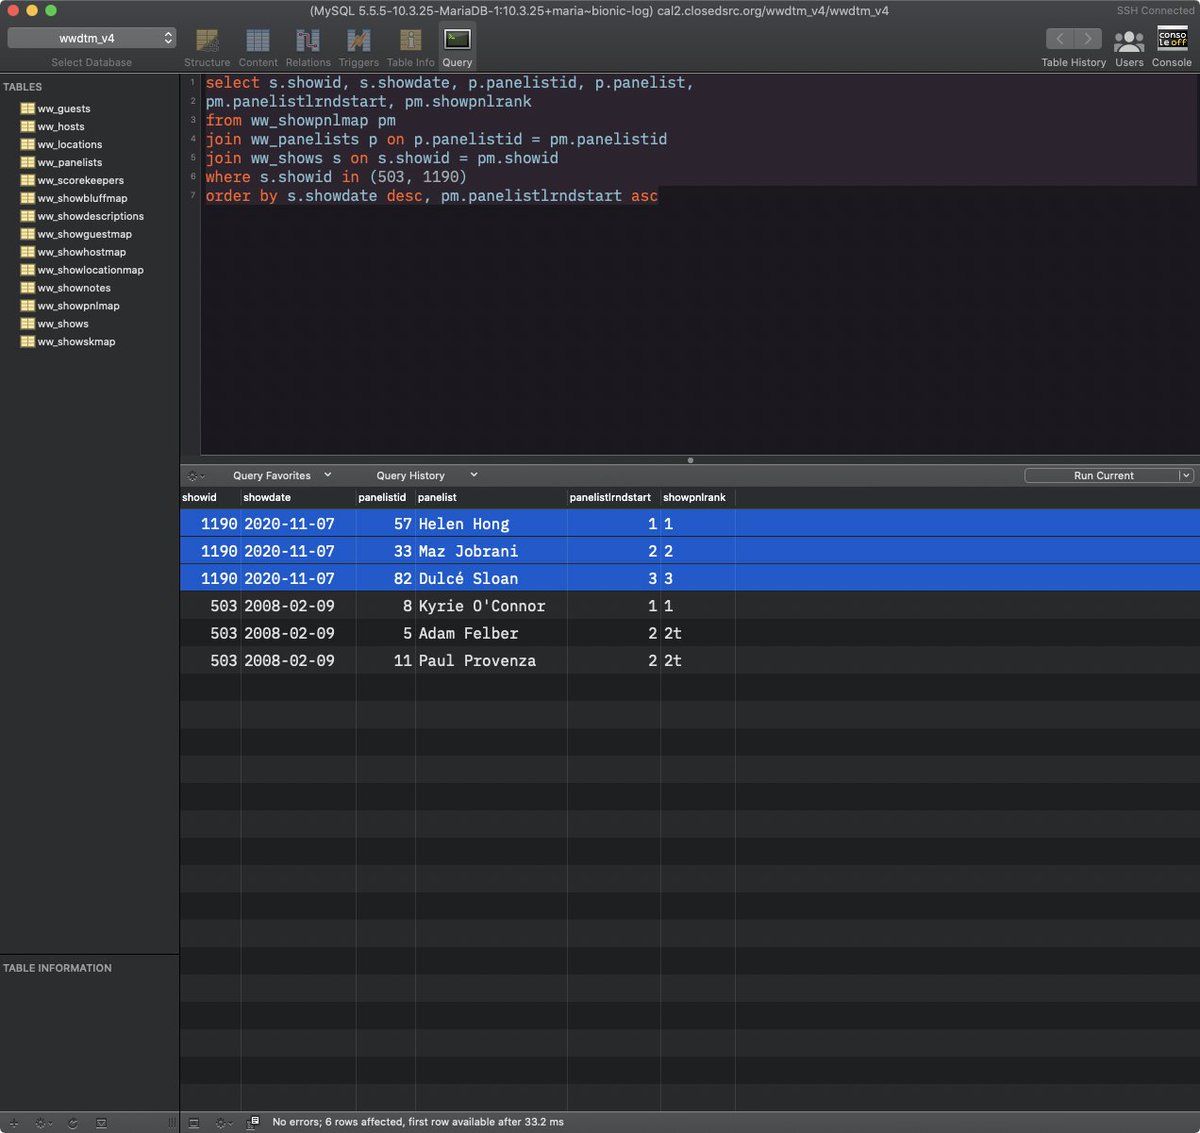 (MySQL 5.5.5-10.3.25-MariaDB-1:10.3.25+maria~bionic-log) cal2.closedsrc.org/wwdtm_v4/wwdtm_v4
SSH Connected
wwdtm_v4
Select Database
Structure Content Relations Triggers Table Info Query
conso
le off
Table History Users Console
TABLES
ww_guests
ww_hosts
ww_locations
ww_panelists
ww_scorekeepers
ww_showbluffmap
ww_showdescriptions
ww_showguestmap
ww_showhostmap
ww_showlocationmap
ww_shownotes
ww_showpnlmap
ww_shows
ww_showskmap
1 select s.showid, s.showdate, p.panelistid, p.panelist,
2 pm.panelistlrndstart, pm.showpnlrank
3 from ww_showpnlmap pm
4 join ww_panelists p on p.panelistid = pm.panelistid
5 join ww_shows s on s.showid = pm.showid
6 where s.showid in (503, 1190)
7 order by s.showdate desc, pm.panelistlrndstart asc
Query Favorites Query History Run Current
showid showdate panelistid panelist panelistlrndstart showpnlrank
1190 2020-11-07 57 Helen Hong 1 1
1190 2020-11-07 33 Maz Jobrani 2 2
1190 2020-11-07 82 Dulcé Sloan 3 3
503 2008-02-09 8 Kyrie O'Connor 1 1
503 2008-02-09 5 Adam Felber 2 2t
503 2008-02-09 11 Paul Provenza 2 2t
TABLE INFORMATION
No errors; 6 rows affected, first row available after 33.2 ms